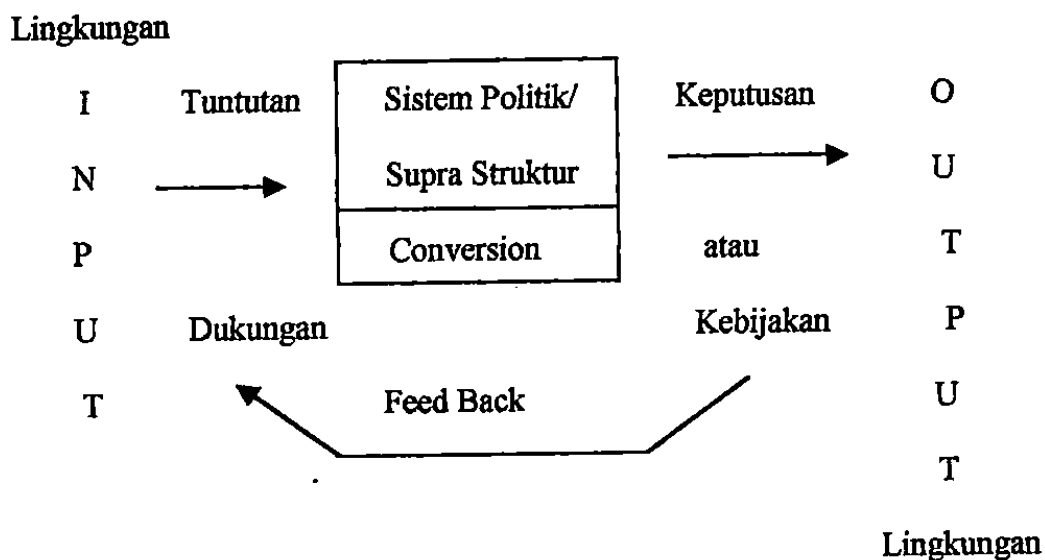 Lingkungan
I Tuntutan Sistem Politik/ Keputusan O
N Supra Struktur U
P Conversion atau T
U Dukungan Kebijakan P
T Feed Back U
T
Lingkungan